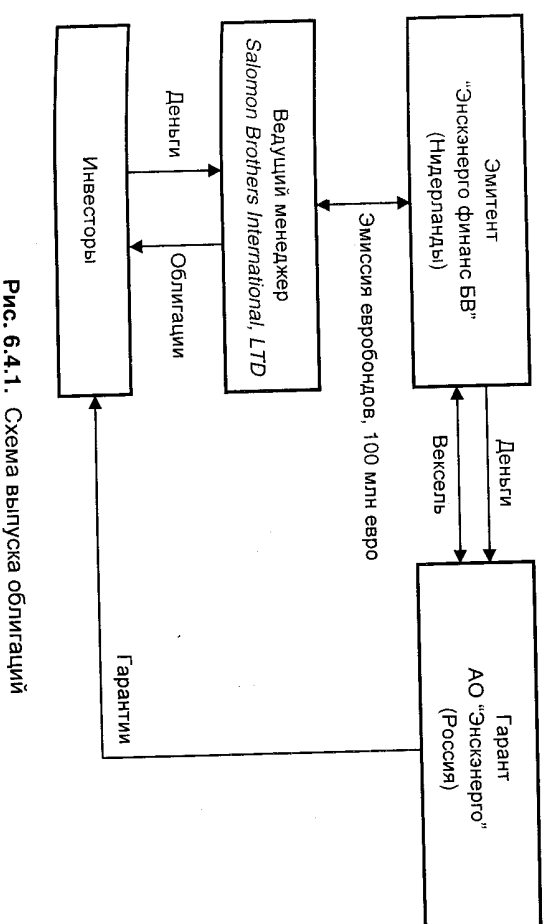 Эмитент
“Энскэнерго финанс БВ”
(Нидерланды)
Деньги
Вексель
Гарант
АО “Энскэнерго”
(Россия)
Эмиссия евробондов, 100 млн евро
Ведущий менеджер
Salomon Brothers International, LTD
Деньги
Облигации
Инвесторы
Гарантии
Рис. 6.4.1. Схема выпуска облигаций